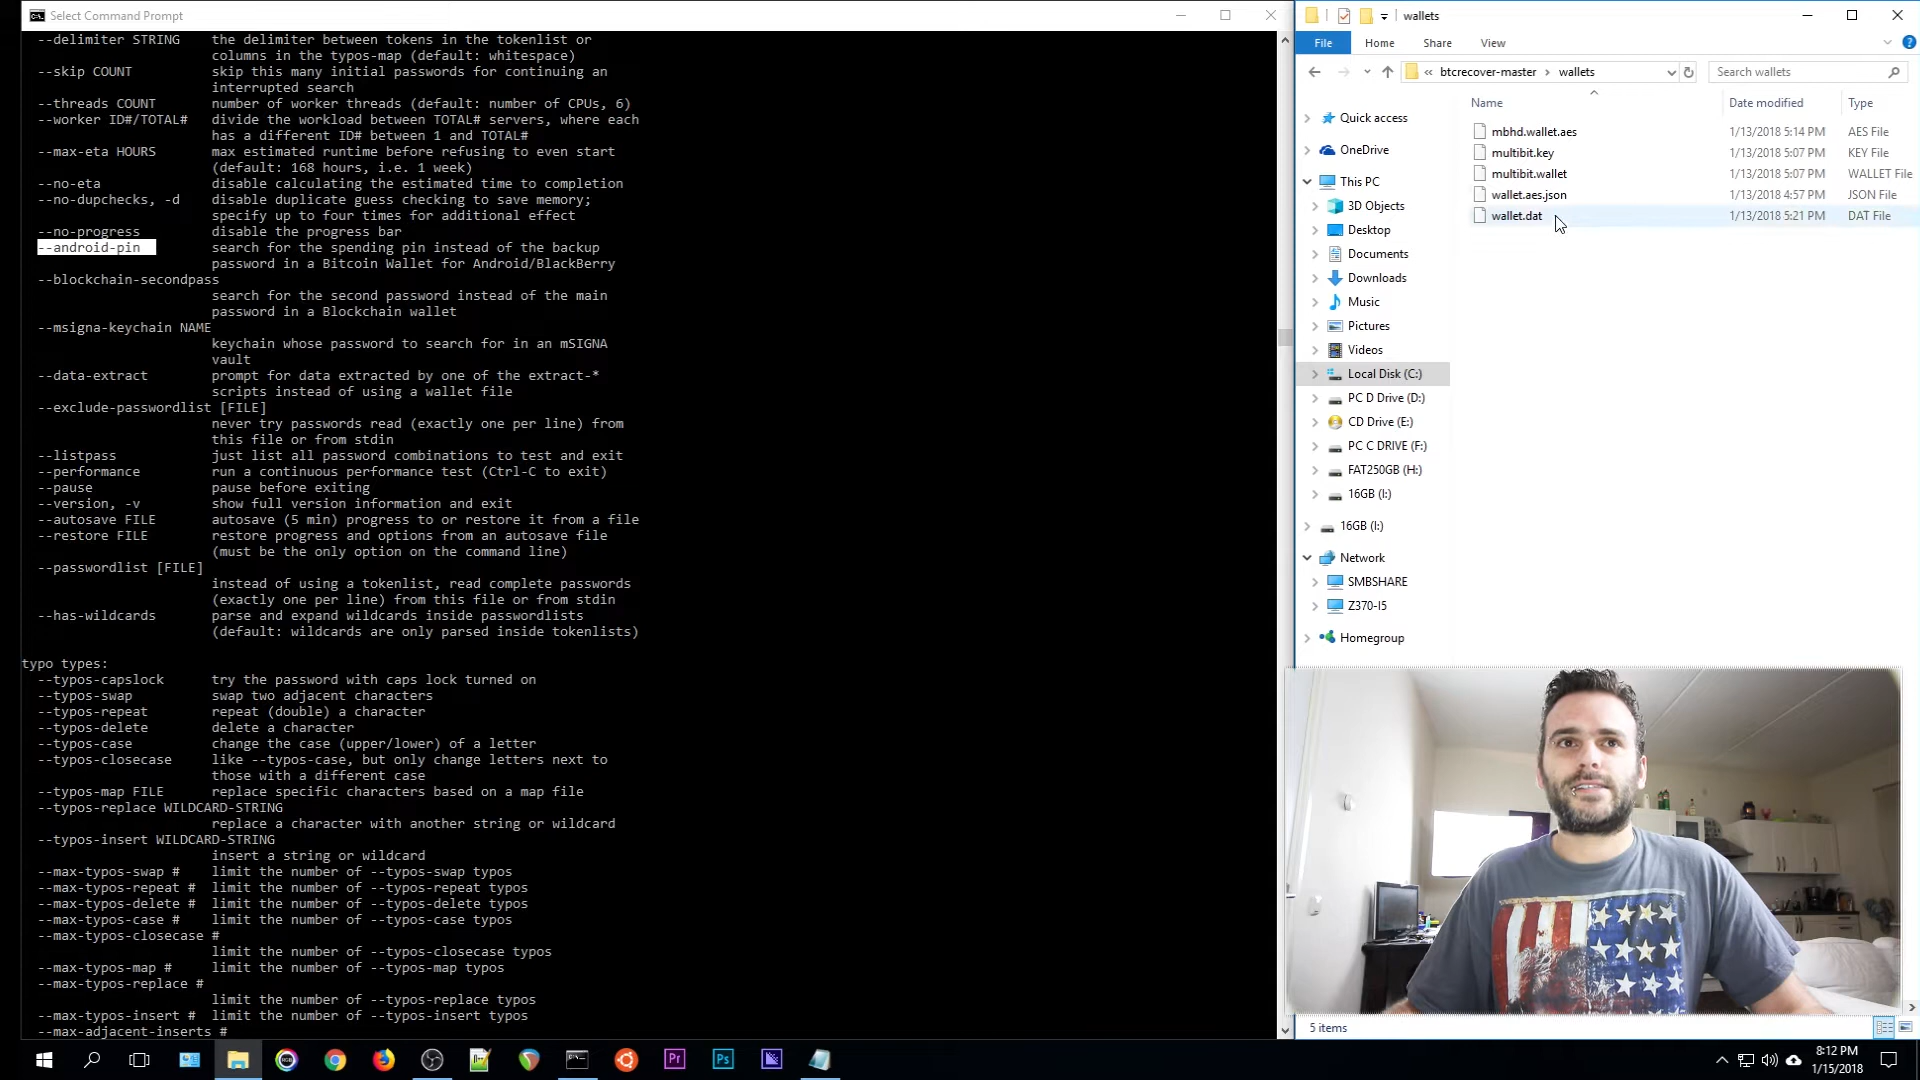 Select Command Prompt
--delimiter STRING the delimiter between tokens in the tokenlist or
columns in the typos-map (default: whitespace)
--skip COUNT skip this many initial passwords for continuing an
interrupted search
--threads COUNT number of worker threads (default: number of CPUs, 6)
--worker ID#/TOTAL# divide the workload between TOTAL# servers, where each
has a different ID# between 1 and TOTAL#
--max-eta HOURS max estimated runtime before refusing to even start
(default: 168 hours, i.e. 1 week)
--no-eta disable calculating the estimated time to completion
--no-dupchecks, -d disable duplicate guess checking to save memory;
specify up to four times for additional effect
--no-progress disable the progress bar
--android-pin search for the spending pin instead of the backup
password in a Bitcoin Wallet for Android/BlackBerry
--blockchain-secondpass
search for the second password instead of the main
password in a Blockchain wallet
--msigna-keychain NAME
keychain whose password to search for in an mSIGNA
vault
--data-extract prompt for data extracted by one of the extract-*
scripts instead of using a wallet file
--exclude-passwordlist [FILE]
never try passwords read (exactly one per line) from
this file or from stdin
--listpass just list all password combinations to test and exit
--performance run a continuous performance test (Ctrl-C to exit)
--pause pause before exiting
--version, -v show full version information and exit
--autosave FILE autosave (5 min) progress to or restore it from a file
--restore FILE restore progress and options from an autosave file
(must be the only option on the command line)
--passwordlist [FILE]
instead of using a tokenlist, read complete passwords
(exactly one per line) from this file or from stdin
--has-wildcards parse and expand wildcards inside passwordlists
(default: wildcards are only parsed inside tokenlists)
typo types:
--typos-capslock try the password with caps lock turned on
--typos-swap swap two adjacent characters
--typos-repeat repeat (double) a character
--typos-delete delete a character
--typos-case change the case (upper/lower) of a letter
--typos-closecase like --typos-case, but only change letters next to
those with a different case
--typos-map FILE replace specific characters based on a map file
--typos-replace WILDCARD-STRING
replace a character with another string or wildcard
--typos-insert WILDCARD-STRING
insert a string or wildcard
--max-typos-swap # limit the number of --typos-swap typos
--max-typos-repeat # limit the number of --typos-repeat typos
--max-typos-delete # limit the number of --typos-delete typos
--max-typos-case # limit the number of --typos-case typos
--max-typos-closecase #
limit the number of --typos-closecase typos
--max-typos-map # limit the number of --typos-map typos
--max-typos-replace #
limit the number of --typos-replace typos
--max-typos-insert # limit the number of --typos-insert typos
--max-adjacent-inserts #
wallets
File Home Share View
« btcrecover-master › wallets
Search wallets
Name Date modified Type
mbhd.wallet.aes 1/13/2018 5:14 PM AES File
multibit.key 1/13/2018 5:07 PM KEY File
multibit.wallet 1/13/2018 5:07 PM WALLET File
wallet.aes.json 1/13/2018 4:57 PM JSON File
wallet.dat 1/13/2018 5:21 PM DAT File
Quick access
OneDrive
This PC
3D Objects
Desktop
Documents
Downloads
Music
Pictures
Videos
Local Disk (C:)
PC D Drive (D:)
CD Drive (E:)
PC C DRIVE (F:)
FAT250GB (H:)
16GB (I:)
16GB (I:)
Network
SMBSHARE
Z370-I5
Homegroup
5 items
Pr
Ps
8:12 PM
1/15/2018